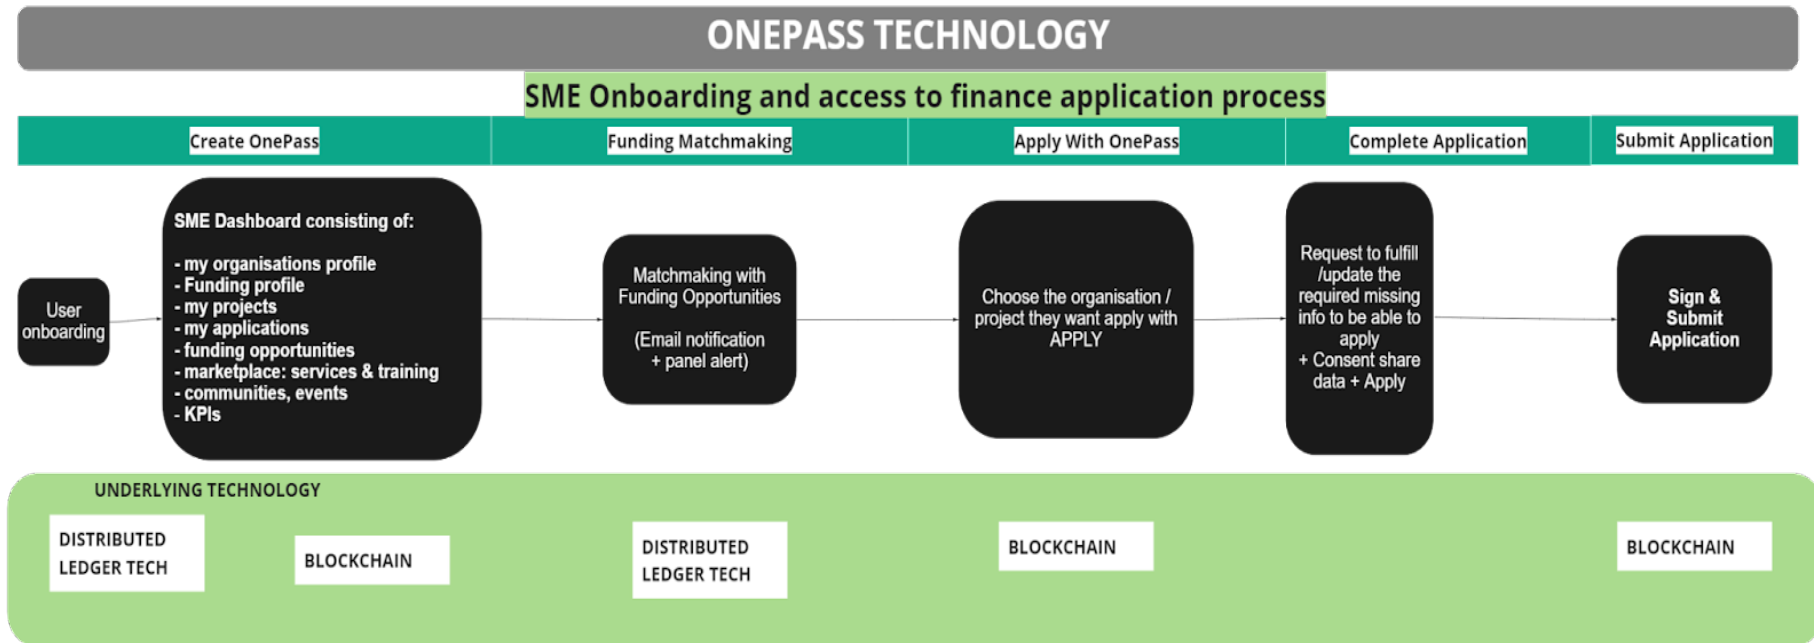 ONEPASS TECHNOLOGY
SME Onboarding and access to finance application process
Create OnePass
Funding Matchmaking
Apply With OnePass
Complete Application
Submit Application
User
onboarding
SME Dashboard consisting of:
- my organisations profile
- Funding profile
- my projects
- my applications
- funding opportunities
- marketplace: services & training
- communities, events
- KPIs
Matchmaking with
Funding Opportunities
(Email notification
+ panel alert)
Choose the organisation /
project they want apply with
APPLY
Request to fulfill
/update the
required missing
info to be able to
apply
+ Consent share
data + Apply
Sign &
Submit
Application
UNDERLYING TECHNOLOGY
DISTRIBUTED
LEDGER TECH
BLOCKCHAIN
DISTRIBUTED
LEDGER TECH
BLOCKCHAIN
BLOCKCHAIN